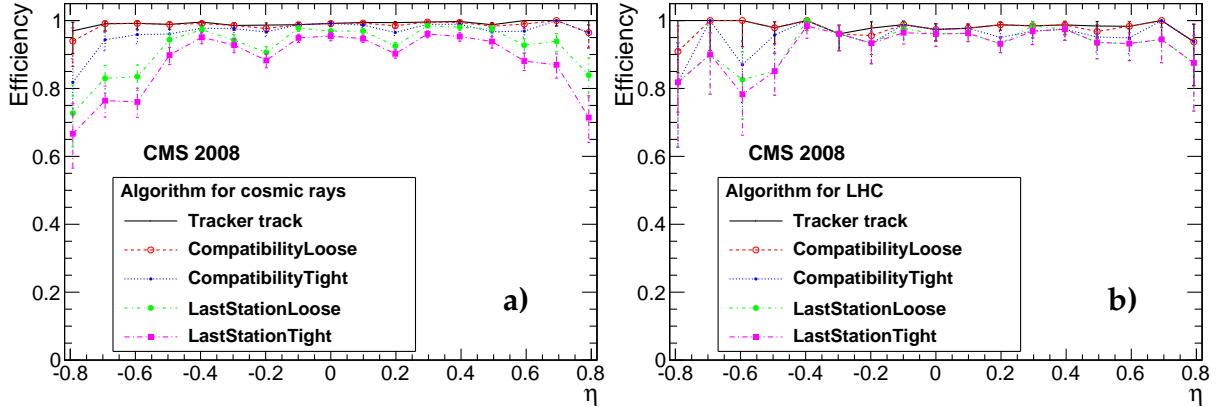 Efficiency
1
0.8
0.6
0.4
0.2
0
CMS 2008
Algorithm for cosmic rays
Tracker track
CompatibilityLoose
CompatibilityTight
LastStationLoose
LastStationTight
a)
-0.8 -0.6 -0.4 -0.2 0 0.2 0.4 0.6 0.8
η
Efficiency
1
0.8
0.6
0.4
0.2
0
CMS 2008
Algorithm for LHC
Tracker track
CompatibilityLoose
CompatibilityTight
LastStationLoose
LastStationTight
b)
-0.8 -0.6 -0.4 -0.2 0 0.2 0.4 0.6 0.8
η